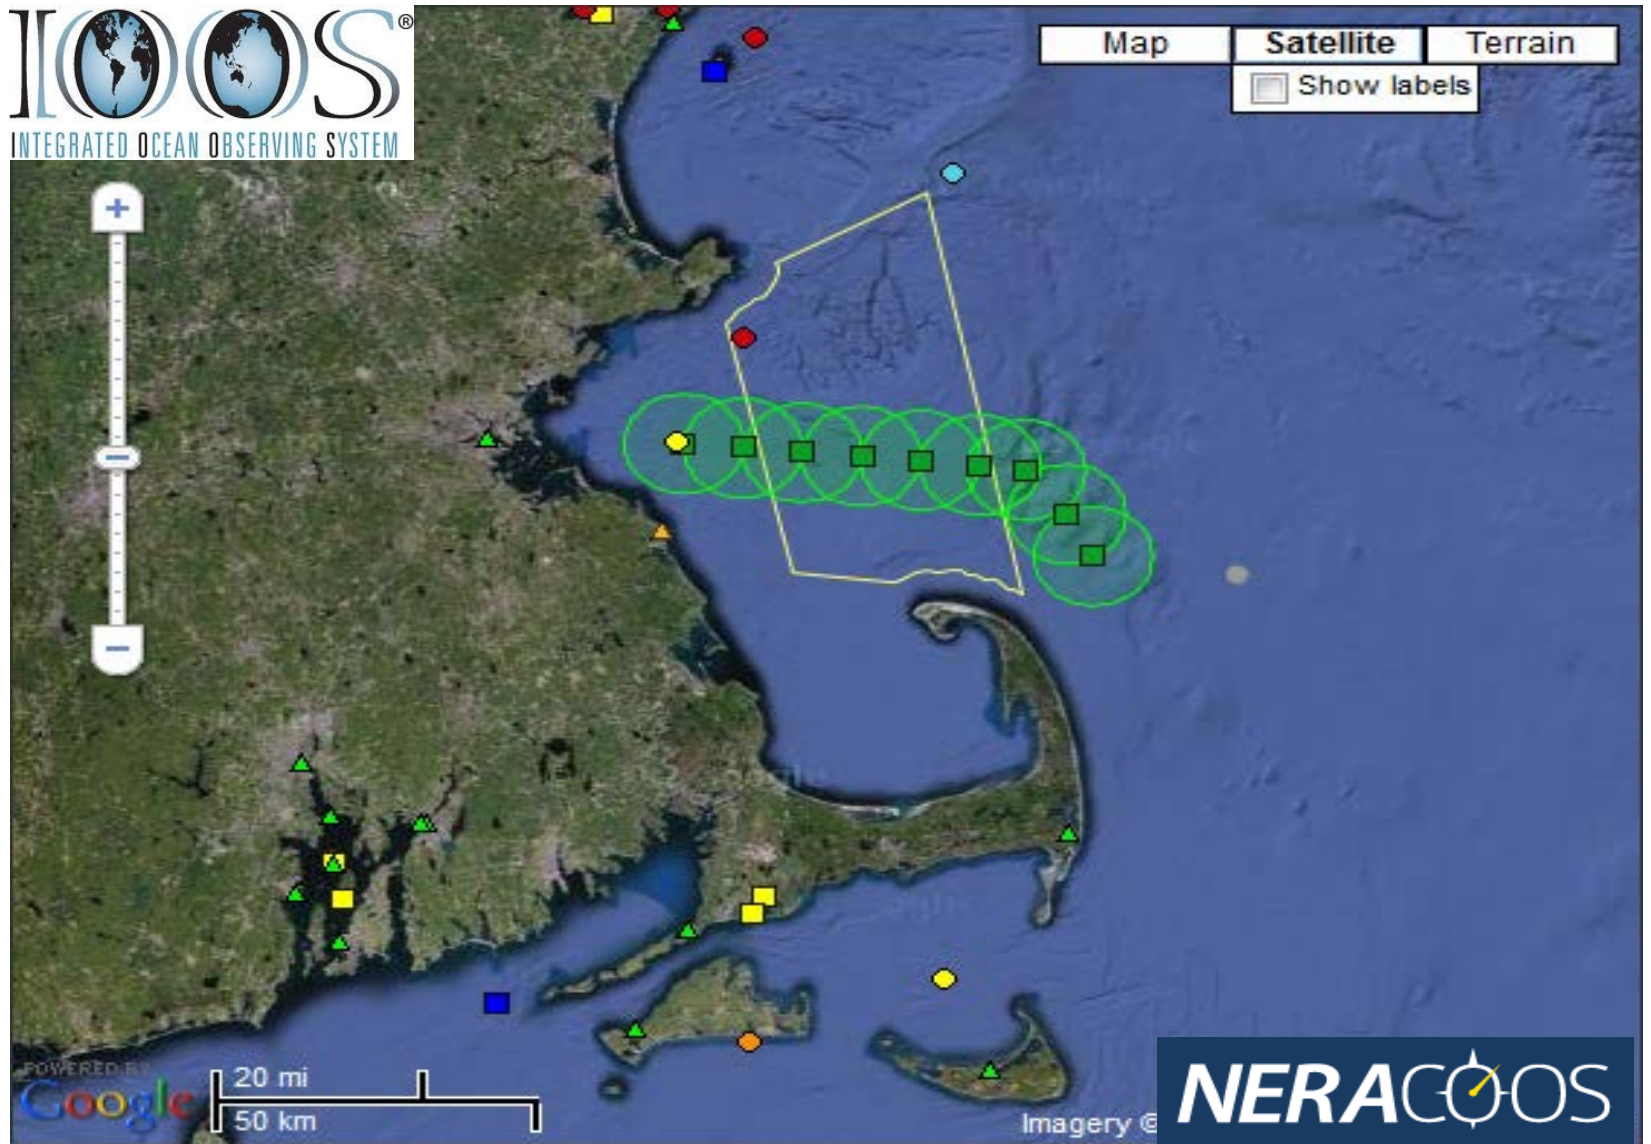 IOOS®
INTEGRATED OCEAN OBSERVING SYSTEM
Map
Satellite
Terrain
Show labels
+
−
POWERED BY
Google
20 mi
50 km
Imagery ©
NERACOOS